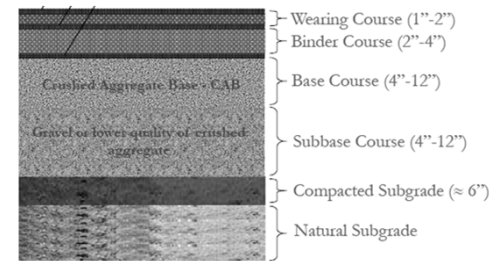 Wearing Course (1”-2”)
Binder Course (2”-4”)
Crushed Aggregate Base - CAB
Base Course (4”-12”)
Gravel or lower quality of crushed
aggregate
Subbase Course (4”-12”)
Compacted Subgrade (≈ 6”)
Natural Subgrade